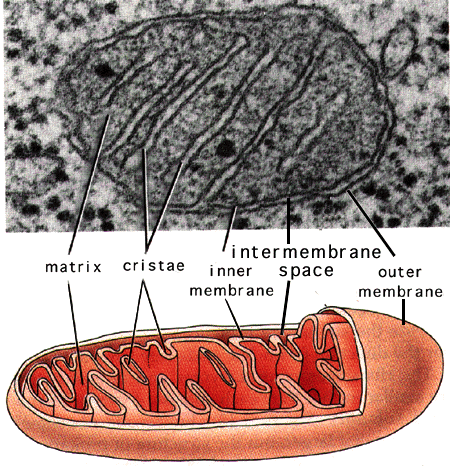 matrix
cristae
inner
membrane
intermembrane
space
outer
membrane